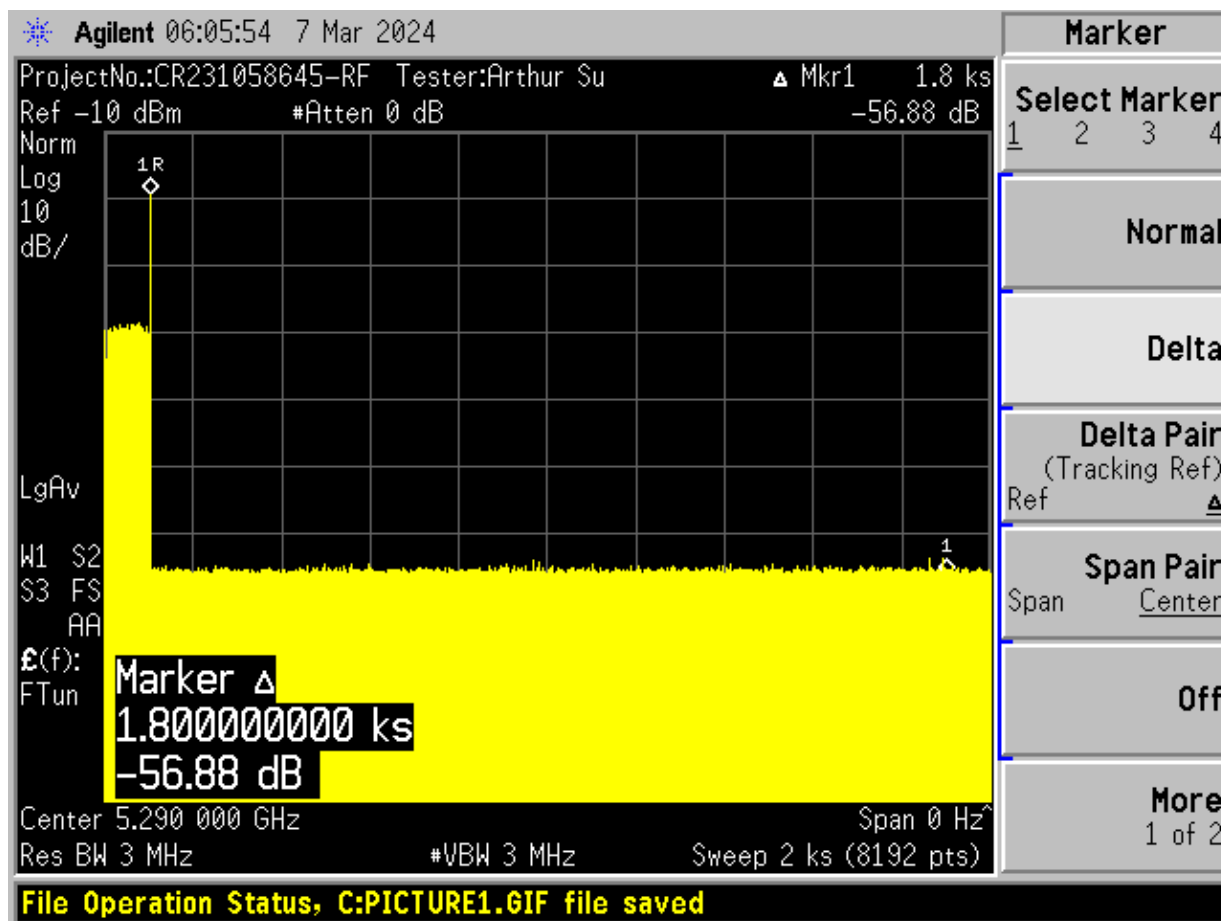 Agilent 06:05:54 7 Mar 2024
ProjectNo.:CR231058645-RF Tester:Arthur Su Δ Mkr1 1.8 ks
Ref -10 dBm #Atten 0 dB -56.88 dB
Norm
Log
10
dB/
1R
LgAv
1
W1 S2
S3 FS
AA
£(f):
FTun
Marker Δ
1.800000000 ks
-56.88 dB
Center 5.290 000 GHz Span 0 Hz^
Res BW 3 MHz #VBW 3 MHz Sweep 2 ks (8192 pts)
File Operation Status, C:PICTURE1.GIF file saved
Marker
Select Marker
1 2 3 4
Normal
Delta
Delta Pair
(Tracking Ref)
Ref Δ
Span Pair
Span Center
Off
More
1 of 2